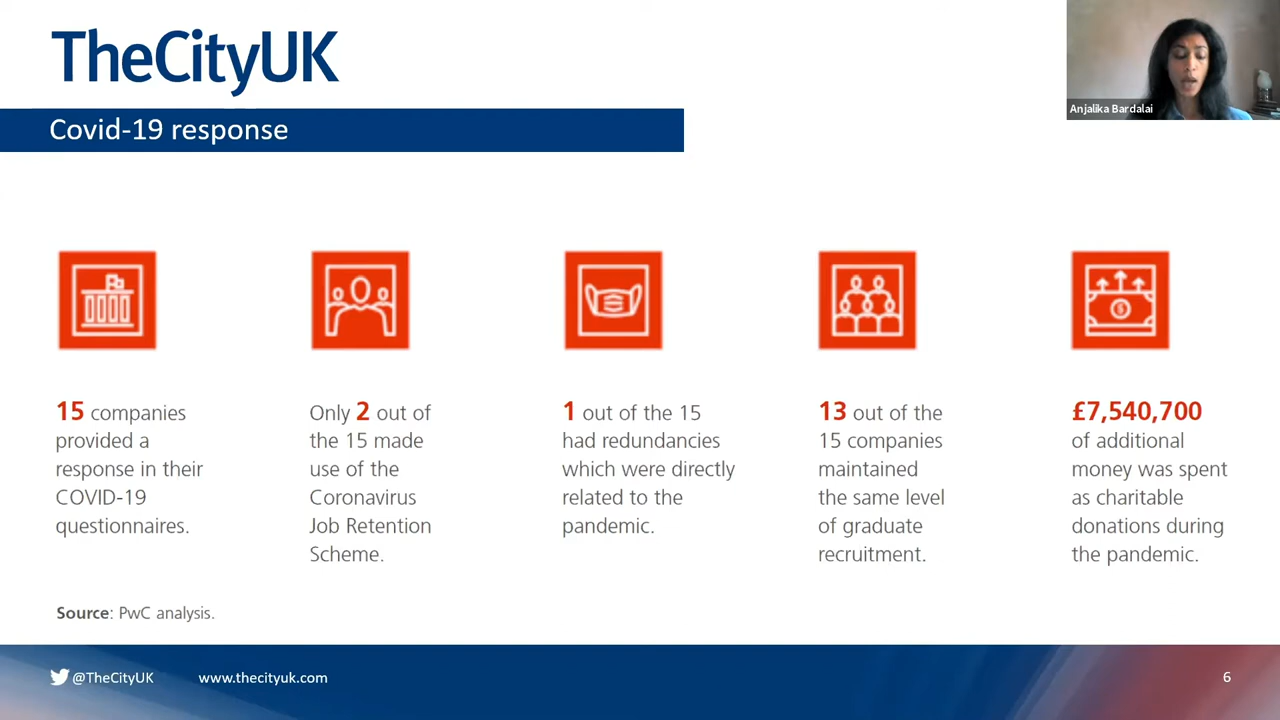 TheCityUK
Anjalika Bardalai
Covid-19 response
15 companies
provided a
response in their
COVID-19
questionnaires.
Only 2 out of
the 15 made
use of the
Coronavirus
Job Retention
Scheme.
1 out of the 15
had redundancies
which were directly
related to the
pandemic.
13 out of the
15 companies
maintained
the same level
of graduate
recruitment.
£7,540,700
of additional
money was spent
as charitable
donations during
the pandemic.
Source: PwC analysis.
@TheCityUK
www.thecityuk.com
6